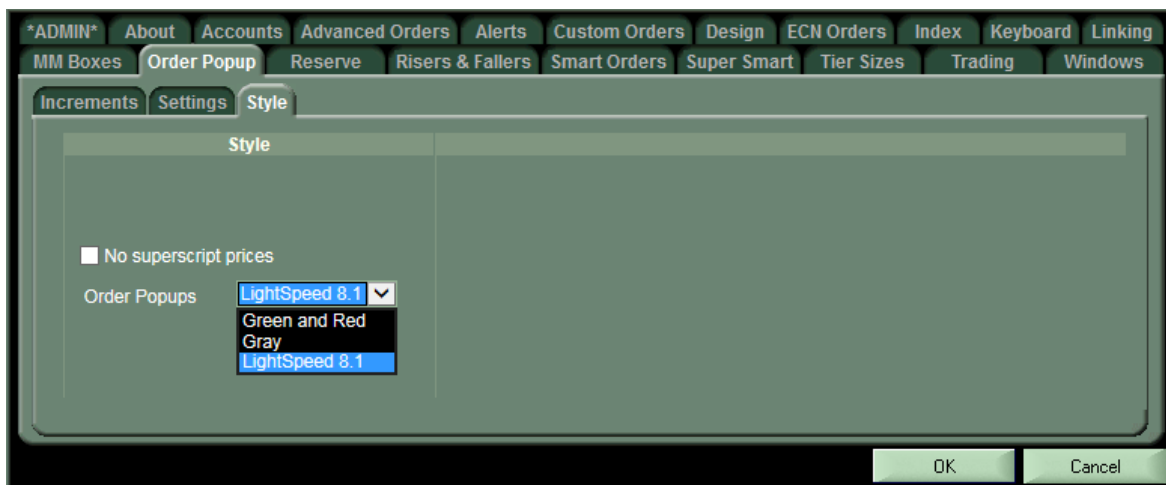 *ADMIN* About Accounts Advanced Orders Alerts Custom Orders Design ECN Orders Index Keyboard Linking
MM Boxes Order Popup Reserve Risers & Fallers Smart Orders Super Smart Tier Sizes Trading Windows
Increments Settings Style
Style
No superscript prices
Order Popups LightSpeed 8.1
Green and Red
Gray
LightSpeed 8.1
OK Cancel